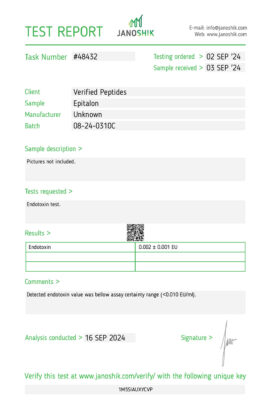 TEST REPORT
JANOSHIK
E-mail: info@janoshik.com
Web: www.janoshik.com
Task Number #48432
Testing ordered > 02 SEP '24
Sample received > 03 SEP '24
Client Verified Peptides
Sample Epitalon
Manufacturer Unknown
Batch 08-24-0310C
Sample description >
Pictures not included.
Tests requested >
Endotoxin test.
Results >
Endotoxin 0.002 ± 0.001 EU
Comments >
Detected endotoxin value was bellow assay certainty range (<0.010 EU/ml).
Analysis conducted > 16 SEP 2024
Signature >
Verify this test at www.janoshik.com/verify/ with the following unique key